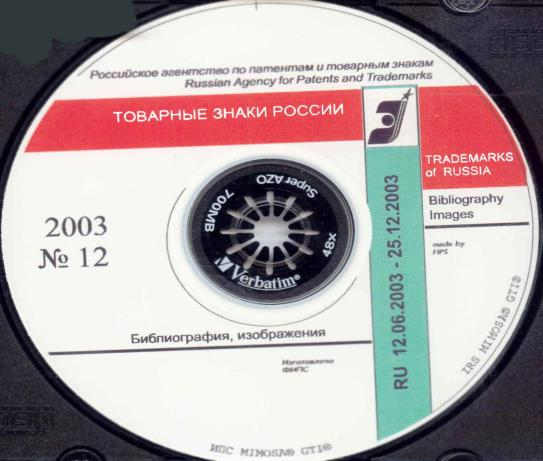 Российское агентство по патентам и товарным знакам
Russian Agency for Patents and Trademarks
ТОВАРНЫЕ ЗНАКИ РОССИИ
TRADEMARKS
of RUSSIA
Bibliography
Images
made by
FIPS
2003
№ 12
Super AZO
700MB
48x
Verbatim®
RU 12.06.2003 - 25.12.2003
Библиография, изображения
Изготовлено
ФИПС
ИПС MIMOSA® GTI®
IRS MIMOSA® GTI®